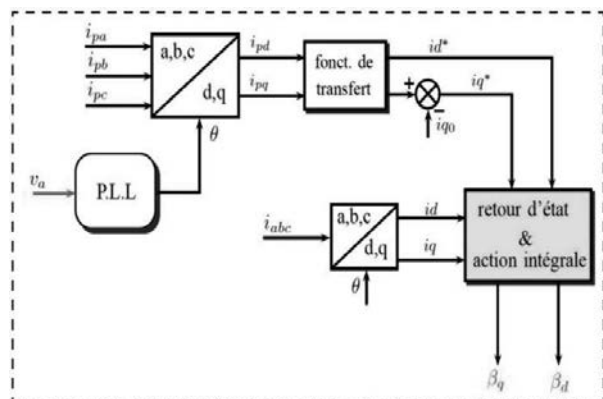 i_pa
i_pb
i_pc
a,b,c
d,q
i_pd
i_pq
θ
fonct. de
transfert
id*
+
iq*
−
iq₀
v_a
P.L.L
i_abc
a,b,c
d,q
id
iq
θ
retour d'état
&
action intégrale
β_q
β_d